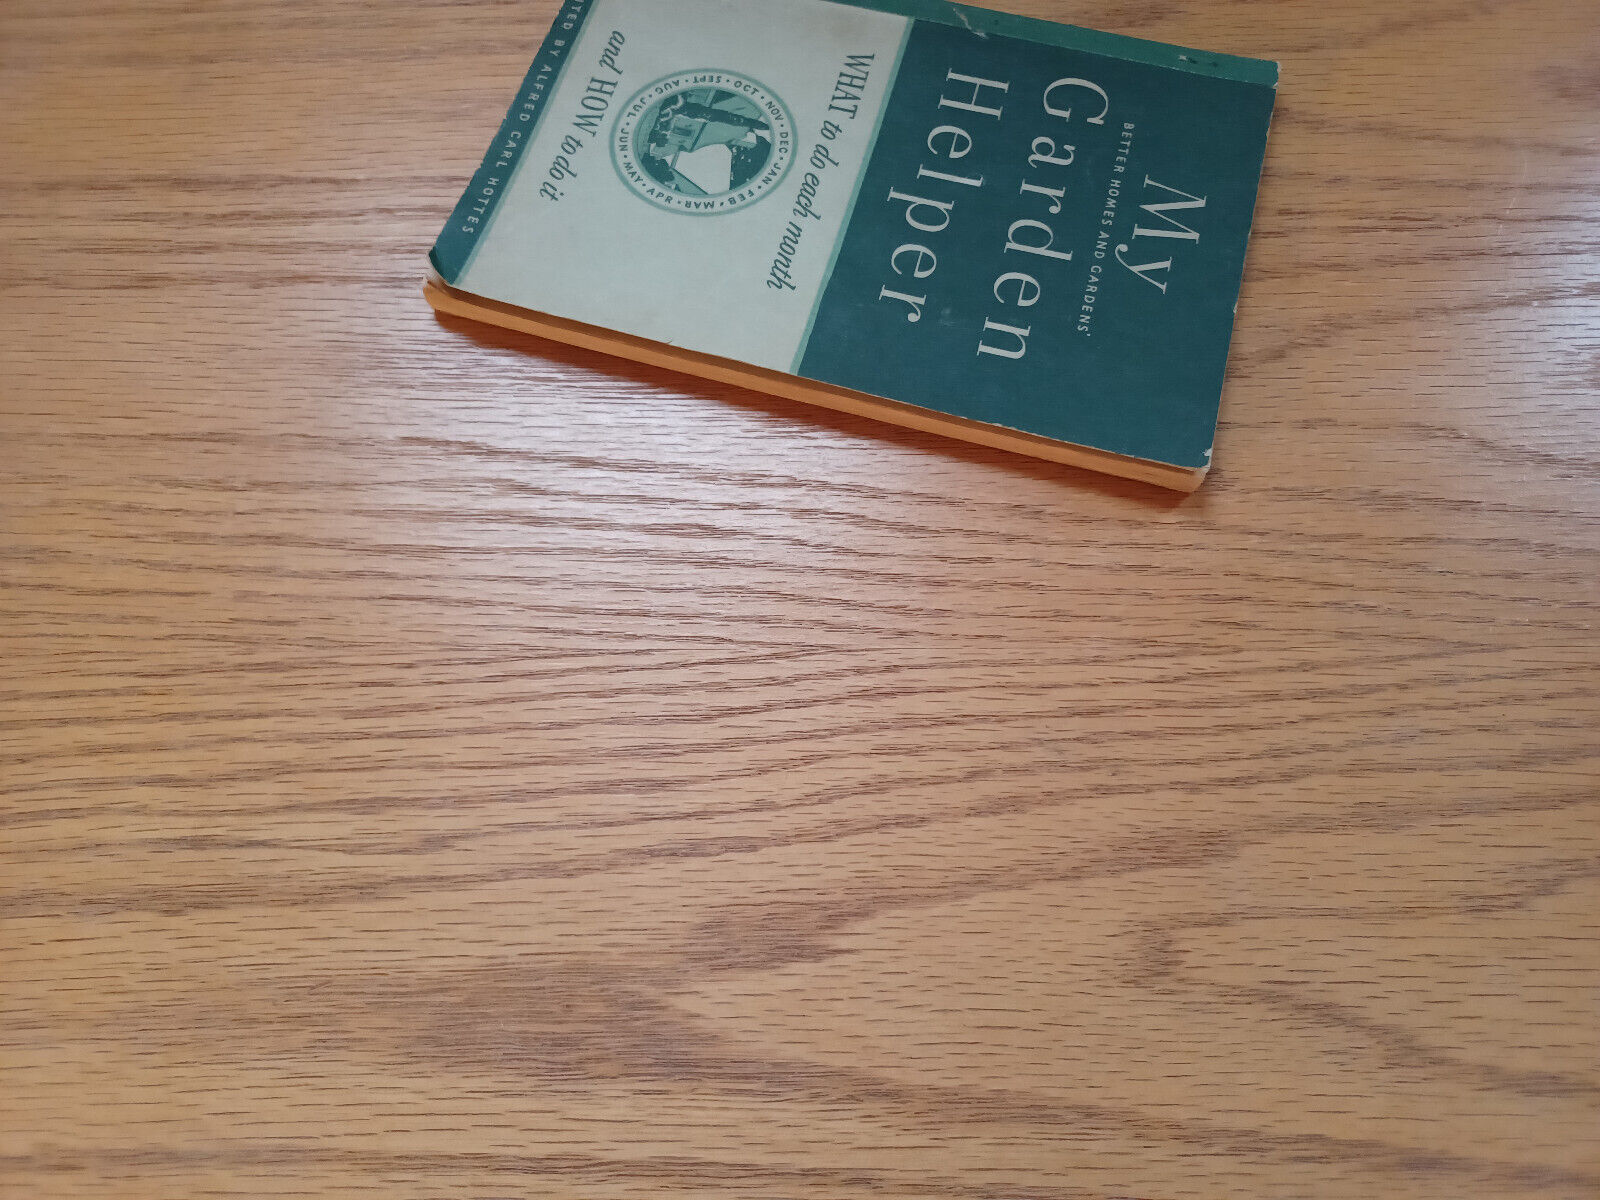 My
BETTER HOMES AND GARDENS'
Garden
Helper
WHAT to do each month
JAN • FEB • MAR • APR • MAY • JUN • JUL • AUG • SEPT • OCT • NOV • DEC •
and HOW to do it
BY ALFRED CARL HOTTES